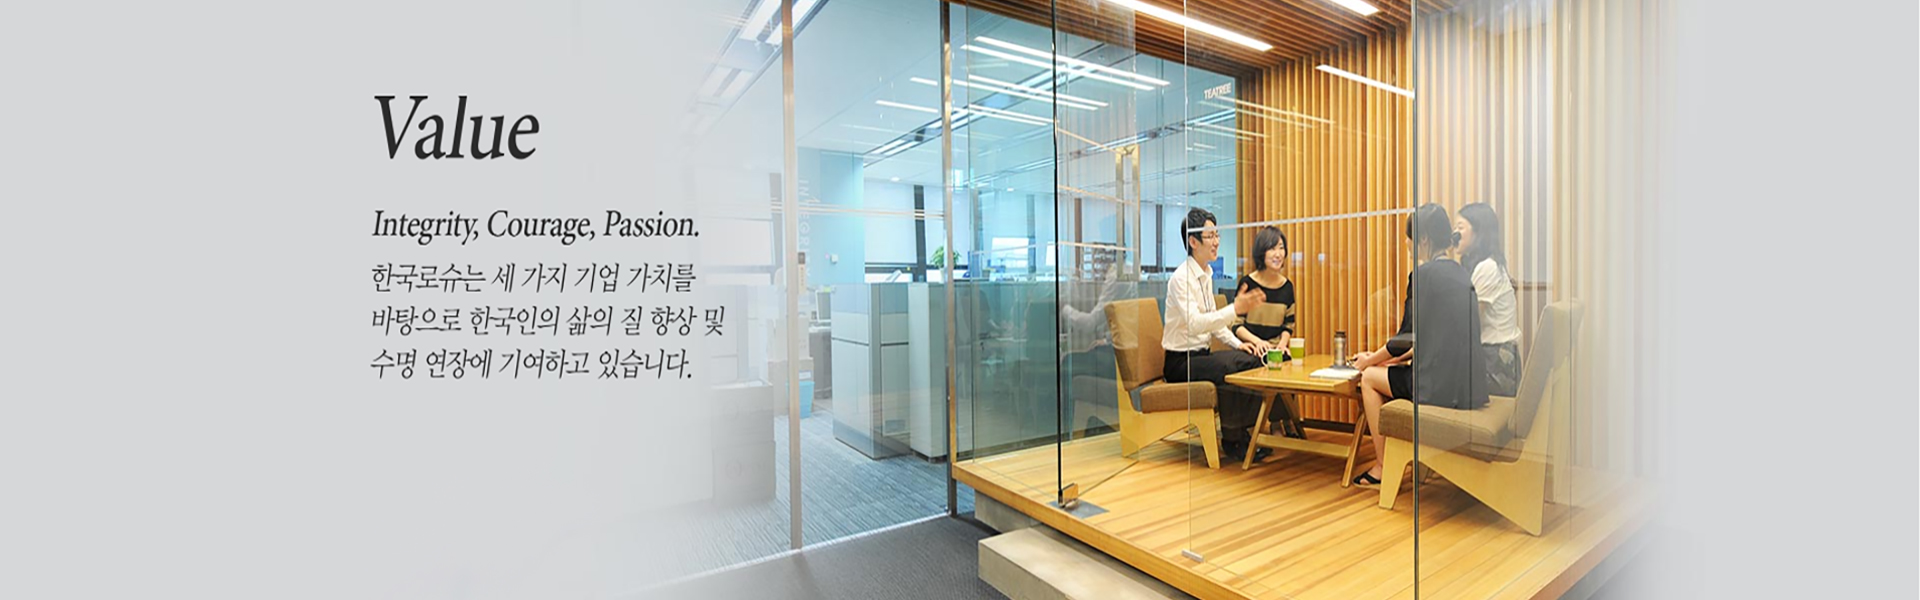 Value
Integrity, Courage, Passion.
한국로슈는 세 가지 기업 가치를
바탕으로 한국인의 삶의 질 향상 및
수명 연장에 기여하고 있습니다.
TEATREE